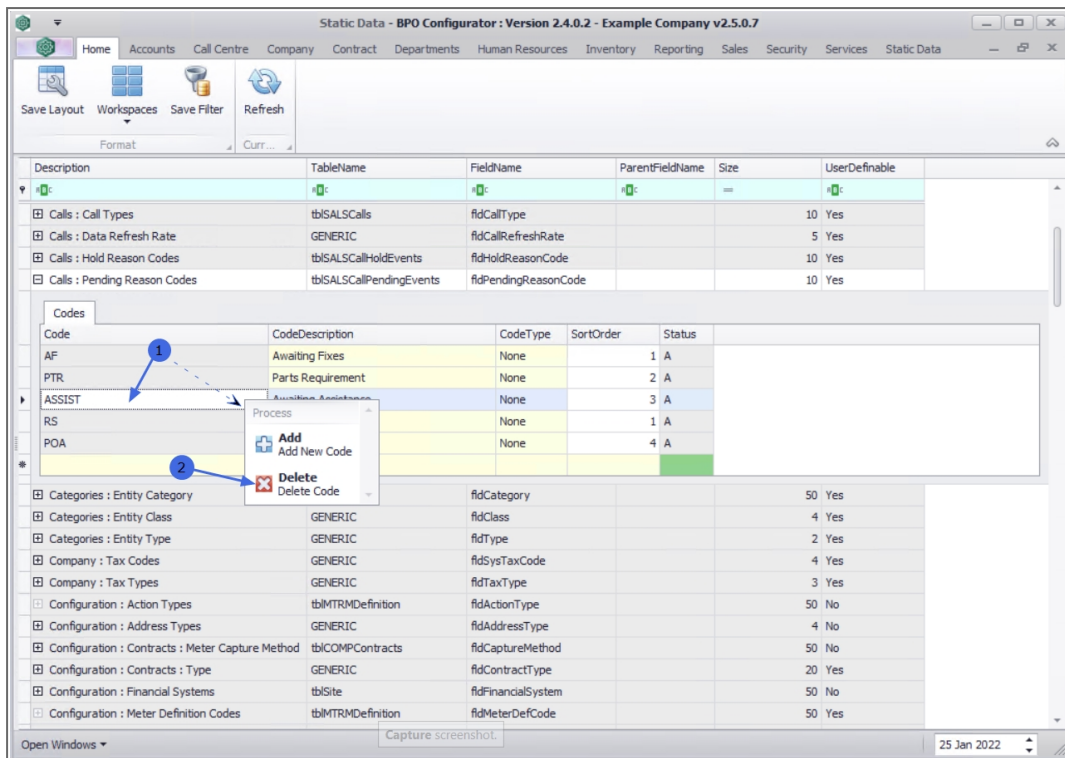 Static Data - BPO Configurator : Version 2.4.0.2 - Example Company v2.5.0.7
Home Accounts Call Centre Company Contract Departments Human Resources Inventory Reporting Sales Security Services Static Data
Save Layout Workspaces Save Filter Refresh
Format Curr...
Description TableName FieldName ParentFieldName Size UserDefinable
Calls : Call Types tblSALSCalls fldCallType 10 Yes
Calls : Data Refresh Rate GENERIC fldCallRefreshRate 5 Yes
Calls : Hold Reason Codes tblSALSCallHoldEvents fldHoldReasonCode 10 Yes
Calls : Pending Reason Codes tblSALSCallPendingEvents fldPendingReasonCode 10 Yes
Codes
Code CodeDescription CodeType SortOrder Status
AF Awaiting Fixes None 1 A
PTR Parts Requirement None 2 A
ASSIST Awaiting Assistance None 3 A
RS None 1 A
POA None 4 A
1
Process
Add
Add New Code
2
Delete
Delete Code
Categories : Entity Category fldCategory 50 Yes
Categories : Entity Class GENERIC fldClass 4 Yes
Categories : Entity Type GENERIC fldType 2 Yes
Company : Tax Codes GENERIC fldSysTaxCode 4 Yes
Company : Tax Types GENERIC fldTaxType 3 Yes
Configuration : Action Types tblMTRMDefinition fldActionType 50 No
Configuration : Address Types GENERIC fldAddressType 4 No
Configuration : Contracts : Meter Capture Method tblCOMPContracts fldCaptureMethod 50 No
Configuration : Contracts : Type GENERIC fldContractType 20 Yes
Configuration : Financial Systems tblSite fldFinancialSystem 50 No
Configuration : Meter Definition Codes tblMTRMDefinition fldMeterDefCode 50 Yes
Capture screenshot.
Open Windows 25 Jan 2022